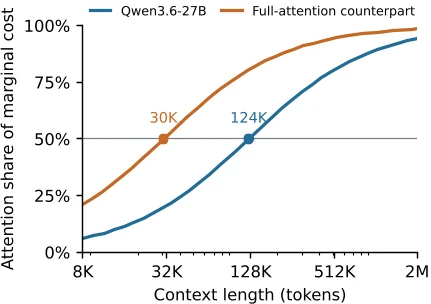 Qwen3.6-27B Full-attention counterpart
Attention share of marginal cost
100%
75%
50%
25%
0%
30K
124K
8K 32K 128K 512K 2M
Context length (tokens)